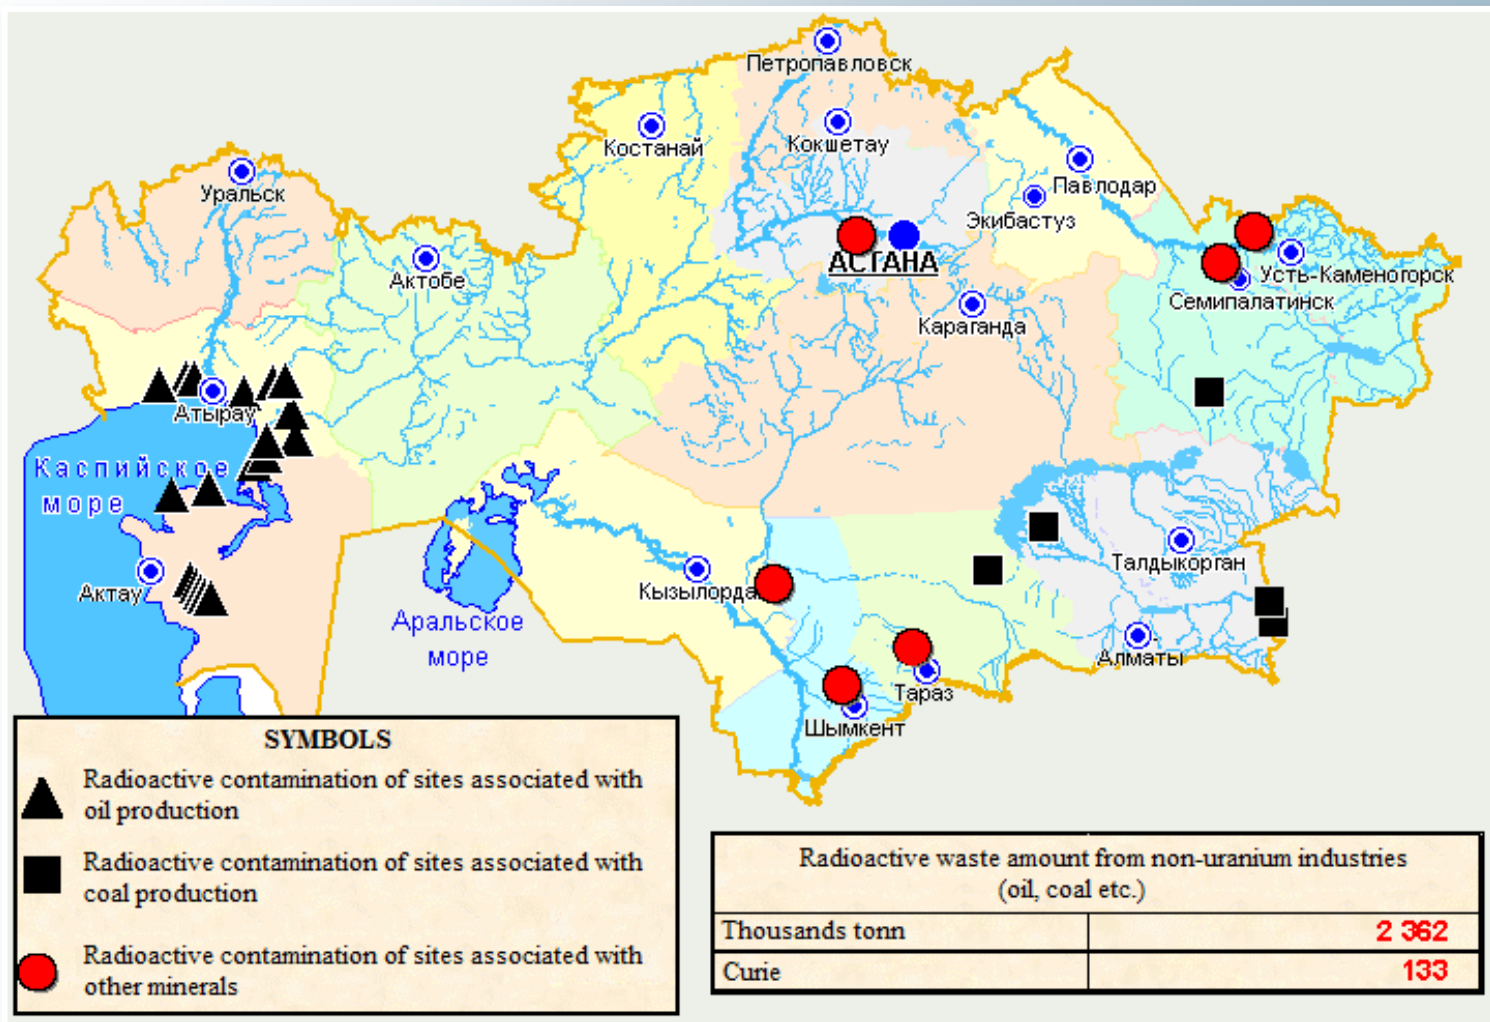 Петропавловск
Костанай
Кокшетау
Павлодар
Уральск
Экибастуз
АСТАНА
Усть-Каменогорск
Актобе
Семипалатинск
Караганда
Атырау
Каспийское
море
Талдыкорган
Актау
Кызылорда
Аральское
море
Алматы
Тараз
Шымкент
SYMBOLS
Radioactive contamination of sites associated with
oil production
Radioactive contamination of sites associated with
coal production
Radioactive contamination of sites associated with
other minerals
Radioactive waste amount from non-uranium industries
(oil, coal etc.)
Thousands tonn 2 362
Curie 133